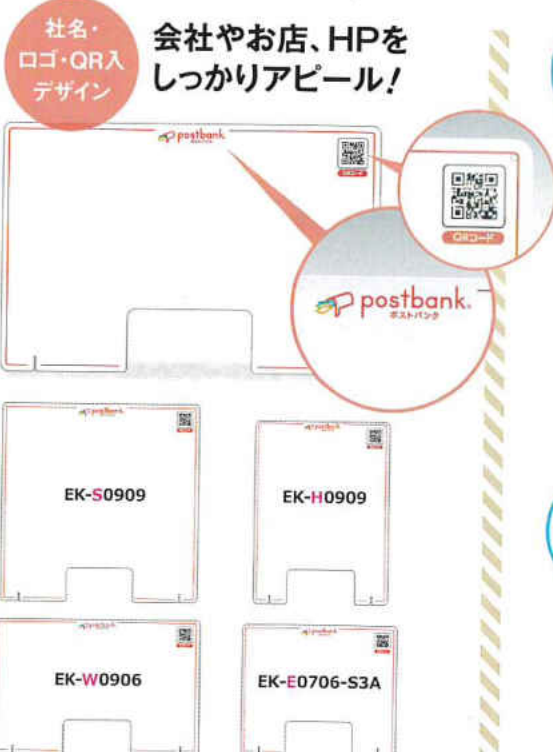 社名・
ロゴ・QR入
デザイン
会社やお店、HPを
しっかりアピール!
postbank.
QRコード
postbank.
ポストバンク
EK-S0909
EK-H0909
EK-W0906
EK-E0706-S3A